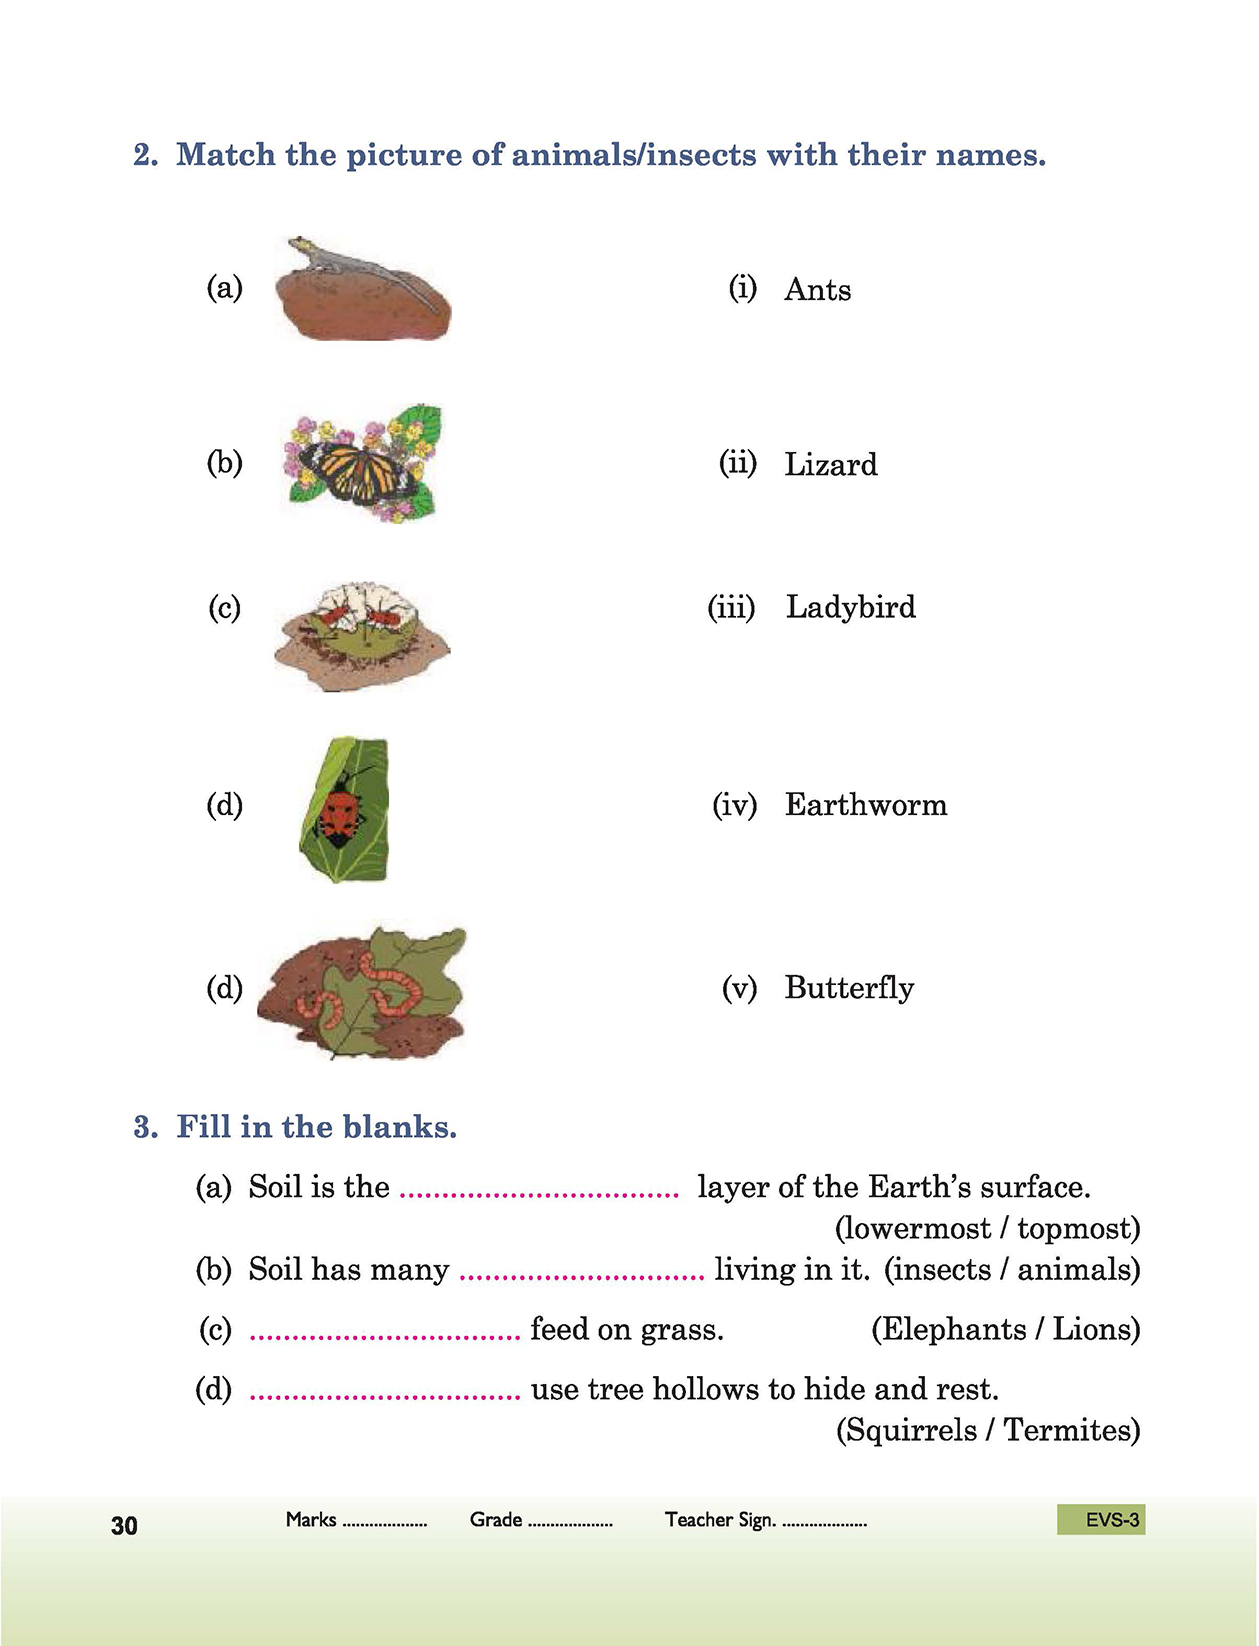 2. Match the picture of animals/insects with their names.
(a) (i) Ants
(b) (ii) Lizard
(c) (iii) Ladybird
(d) (iv) Earthworm
(d) (v) Butterfly
3. Fill in the blanks.
(a) Soil is the ................................. layer of the Earth's surface.
(lowermost / topmost)
(b) Soil has many ............................. living in it. (insects / animals)
(c) ................................ feed on grass. (Elephants / Lions)
(d) ................................ use tree hollows to hide and rest.
(Squirrels / Termites)
30 Marks ................... Grade ................... Teacher Sign. ................... EVS-3